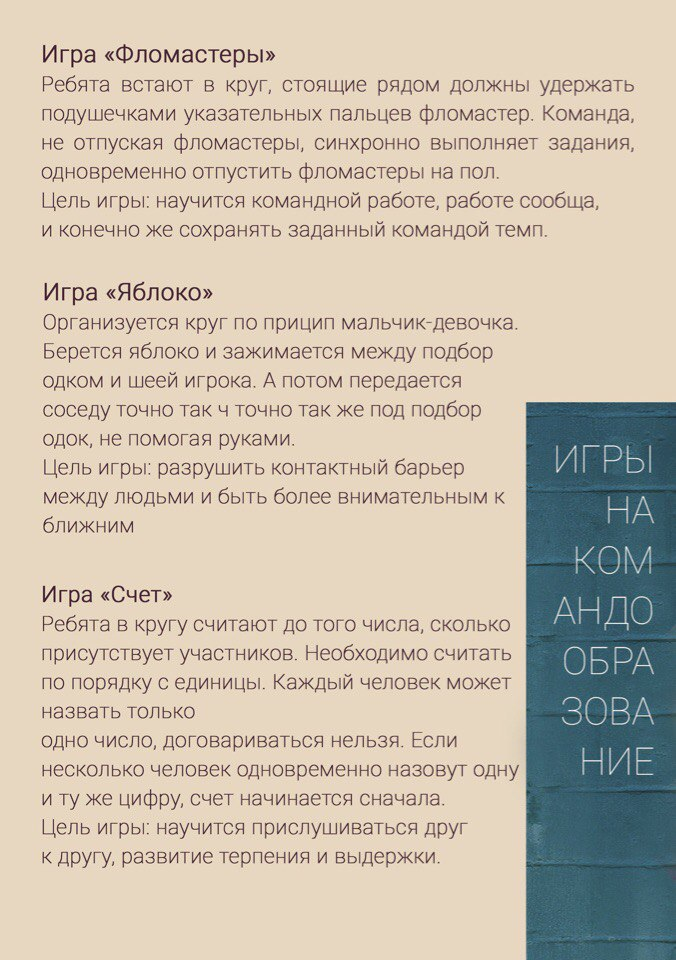 Игра «Фломастеры»
Ребята встают в круг, стоящие рядом должны удержать
подушечками указательных пальцев фломастер. Команда,
не отпуская фломастеры, синхронно выполняет задания,
одновременно отпустить фломастеры на пол.
Цель игры: научится командной работе, работе сообща,
и конечно же сохранять заданный командой темп.
Игра «Яблоко»
Организуется круг по прицип мальчик-девочка.
Берется яблоко и зажимается между подбор
одком и шеей игрока. А потом передается
соседу точно так ч точно так же под подбор
одок, не помогая руками.
Цель игры: разрушить контактный барьер
между людьми и быть более внимательным к
ближним
Игра «Счет»
Ребята в кругу считают до того числа, сколько
присутствует участников. Необходимо считать
по порядку с единицы. Каждый человек может
назвать только
одно число, договариваться нельзя. Если
несколько человек одновременно назовут одну
и ту же цифру, счет начинается сначала.
Цель игры: научится прислушиваться друг
к другу, развитие терпения и выдержки.
ИГРЫ
НА
КОМ
АНДО
ОБРА
ЗОВА
НИЕ